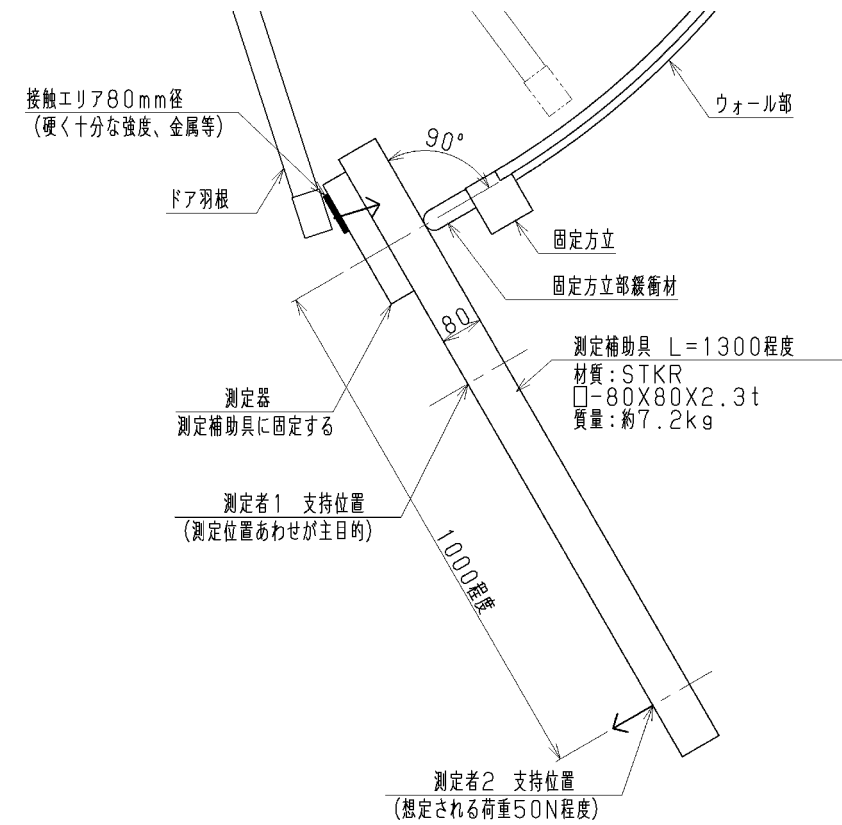 接触エリア80mm径
(硬く十分な強度、金属等)
90°
ウォール部
ドア羽根
固定方立
固定方立部緩衝材
80
測定補助具 L=1300程度
材質:STKR
□-80X80X2.3t
質量:約7.2kg
測定器
測定補助具に固定する
測定者1 支持位置
(測定位置あわせが主目的)
1000程度
測定者2 支持位置
(想定される荷重50N程度)